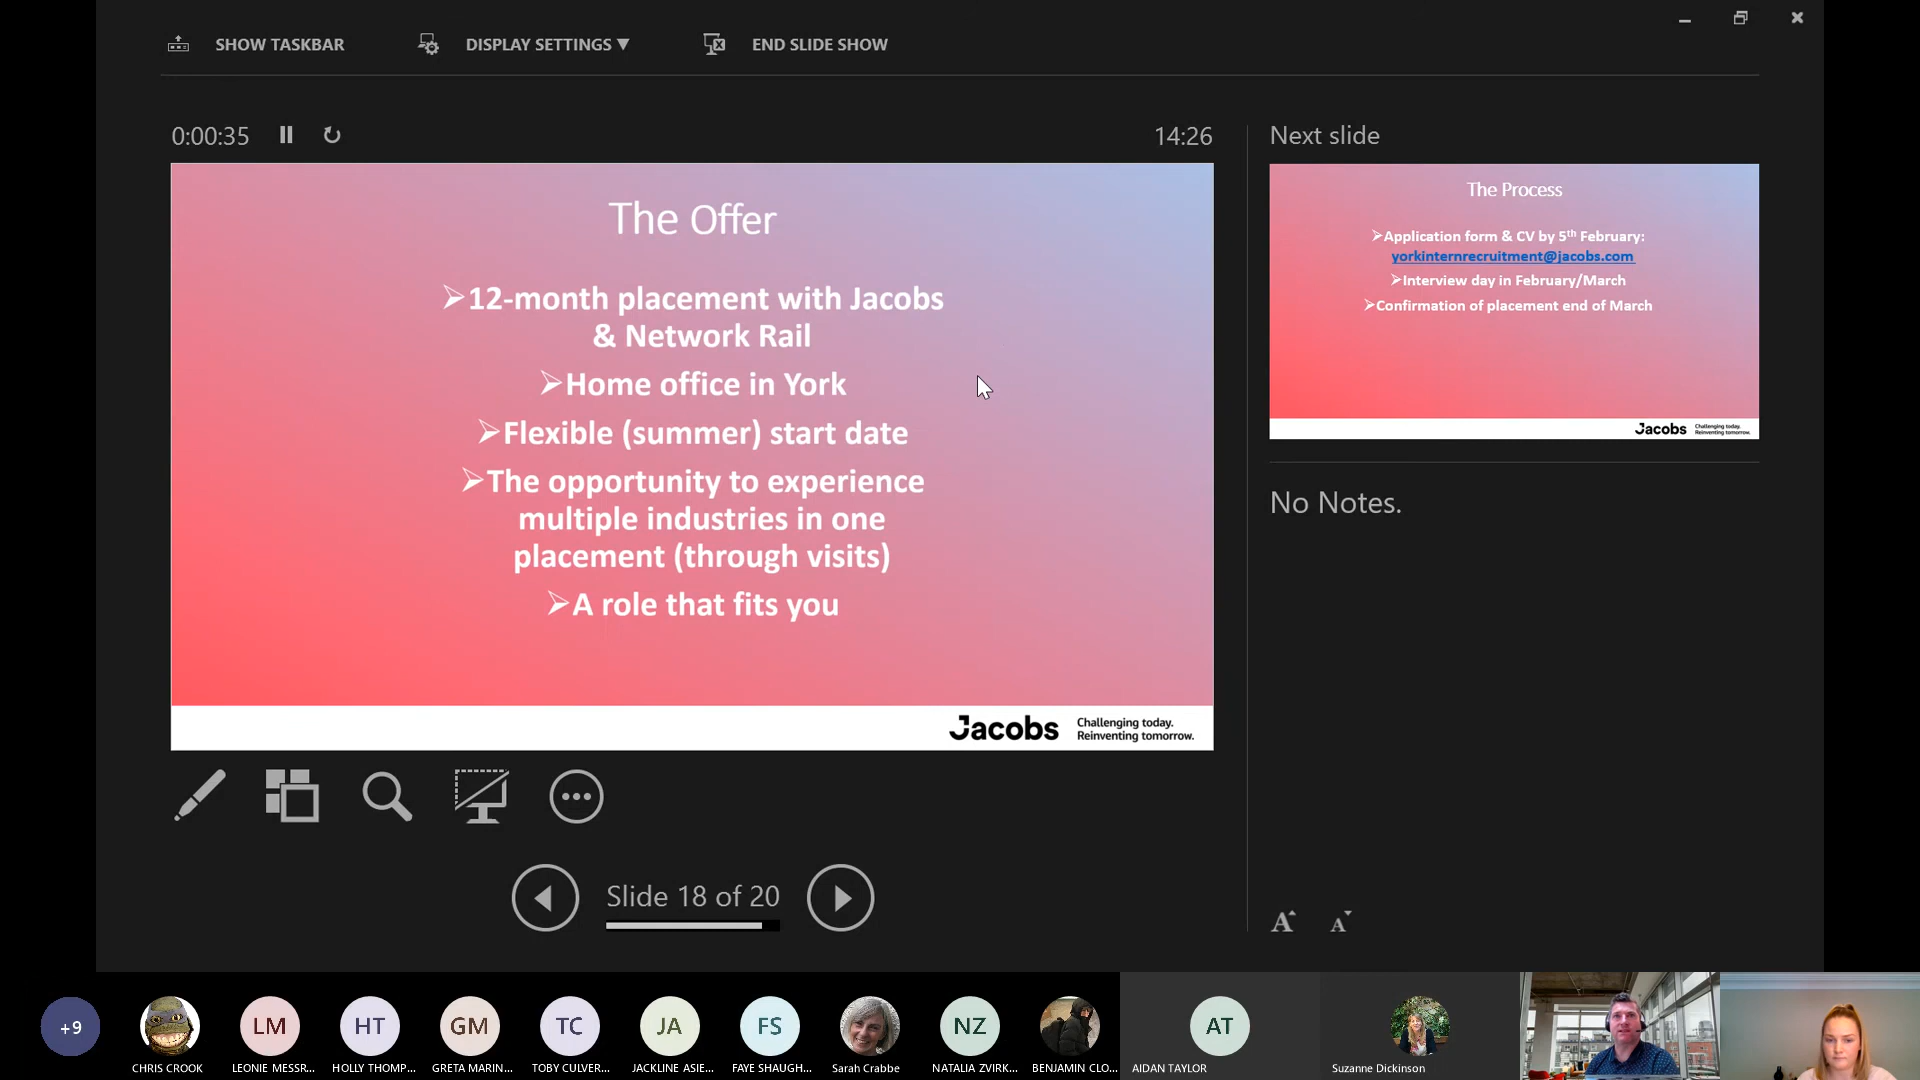 SHOW TASKBAR
DISPLAY SETTINGS ▼
END SLIDE SHOW
0:00:35
14:26
Next slide
The Offer
➢12-month placement with Jacobs
& Network Rail
➢Home office in York
➢Flexible (summer) start date
➢The opportunity to experience
multiple industries in one
placement (through visits)
➢A role that fits you
Jacobs
Challenging today.
Reinventing tomorrow.
The Process
➢Application form & CV by 5th February:
yorkinternrecruitment@jacobs.com
➢Interview day in February/March
➢Confirmation of placement end of March
Jacobs
Challenging today.
Reinventing tomorrow.
No Notes.
Slide 18 of 20
A A
+9
LM
HT
GM
TC
JA
FS
NZ
AT
CHRIS CROOK
LEONIE MESSR...
HOLLY THOMP...
GRETA MARIN...
TOBY CULVER...
JACKLINE ASIE...
FAYE SHAUGH...
Sarah Crabbe
NATALIA ZVIRK...
BENJAMIN CLO...
AIDAN TAYLOR
Suzanne Dickinson